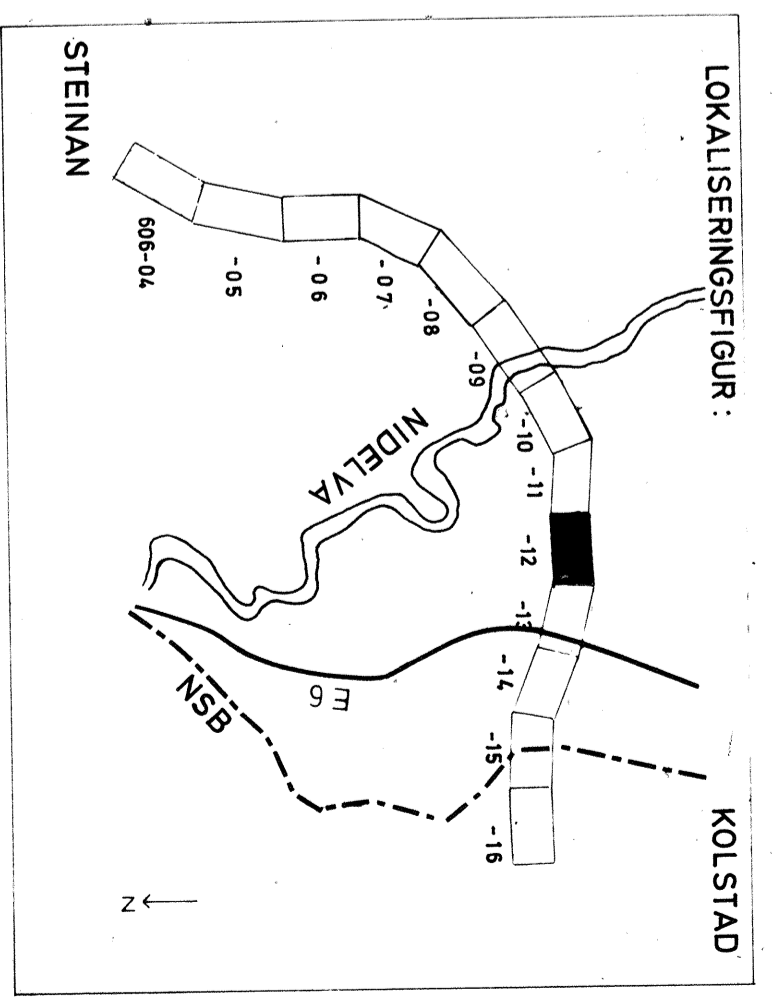 LOKALISERINGSFIGUR:
KOLSTAD
STEINAN
606-04
-05
-06
-07
-08
-09
-10
-11
-12
-13
-14
-15
-16
NIDELVA
E6
NSB
N